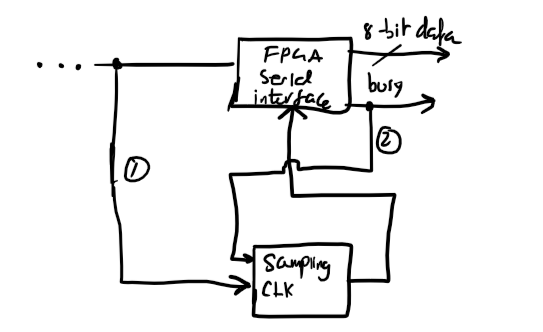 8-bit data
FPGA
Serial
interface
busy
②
①
Sampling
CLK